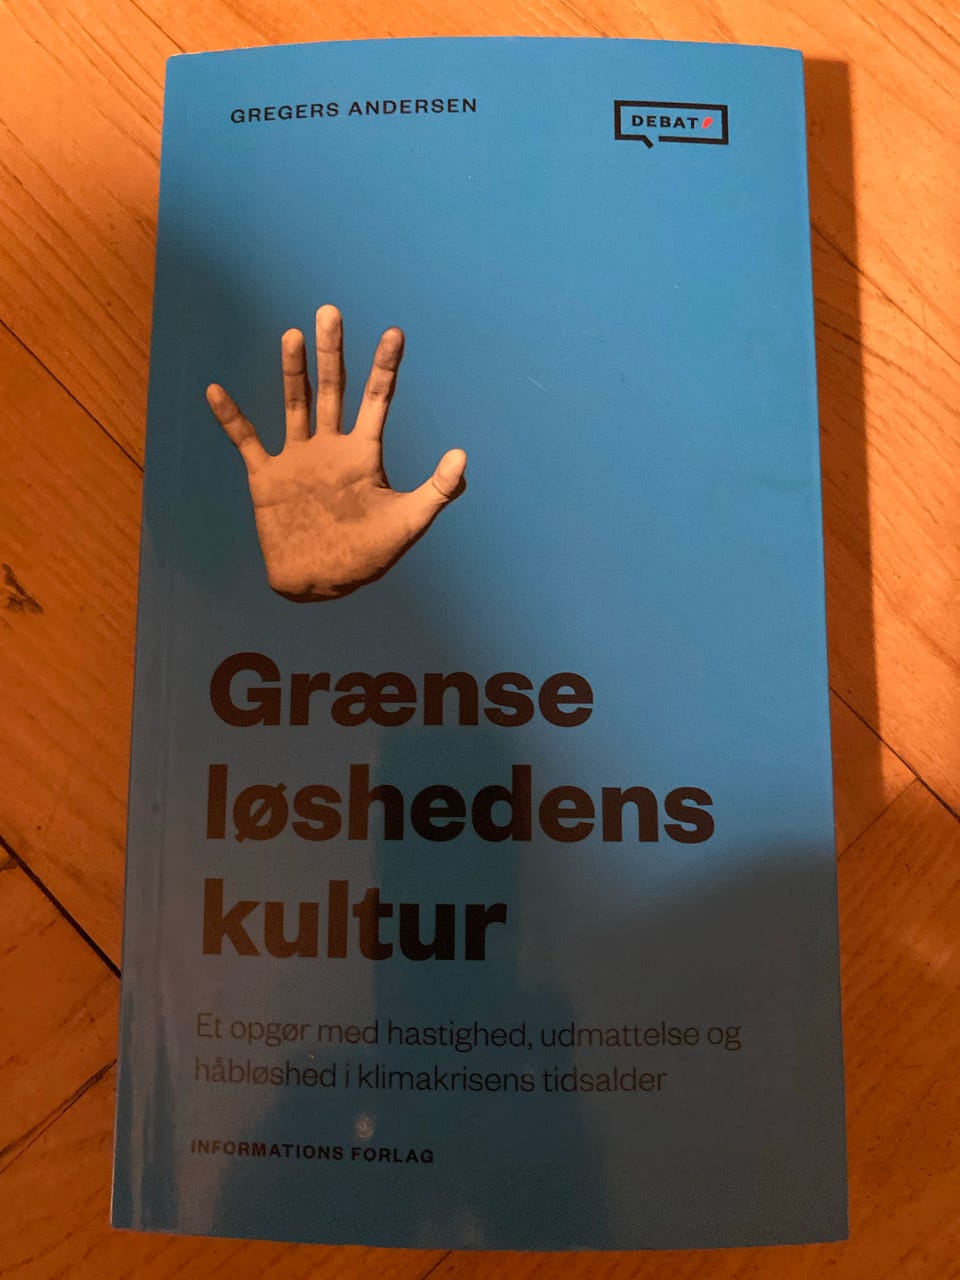 GREGERS ANDERSEN
DEBAT
Grænse
løshedens
kultur
Et opgør med hastighed, udmattelse og
håbløshed i klimakrisens tidsalder
INFORMATIONS FORLAG